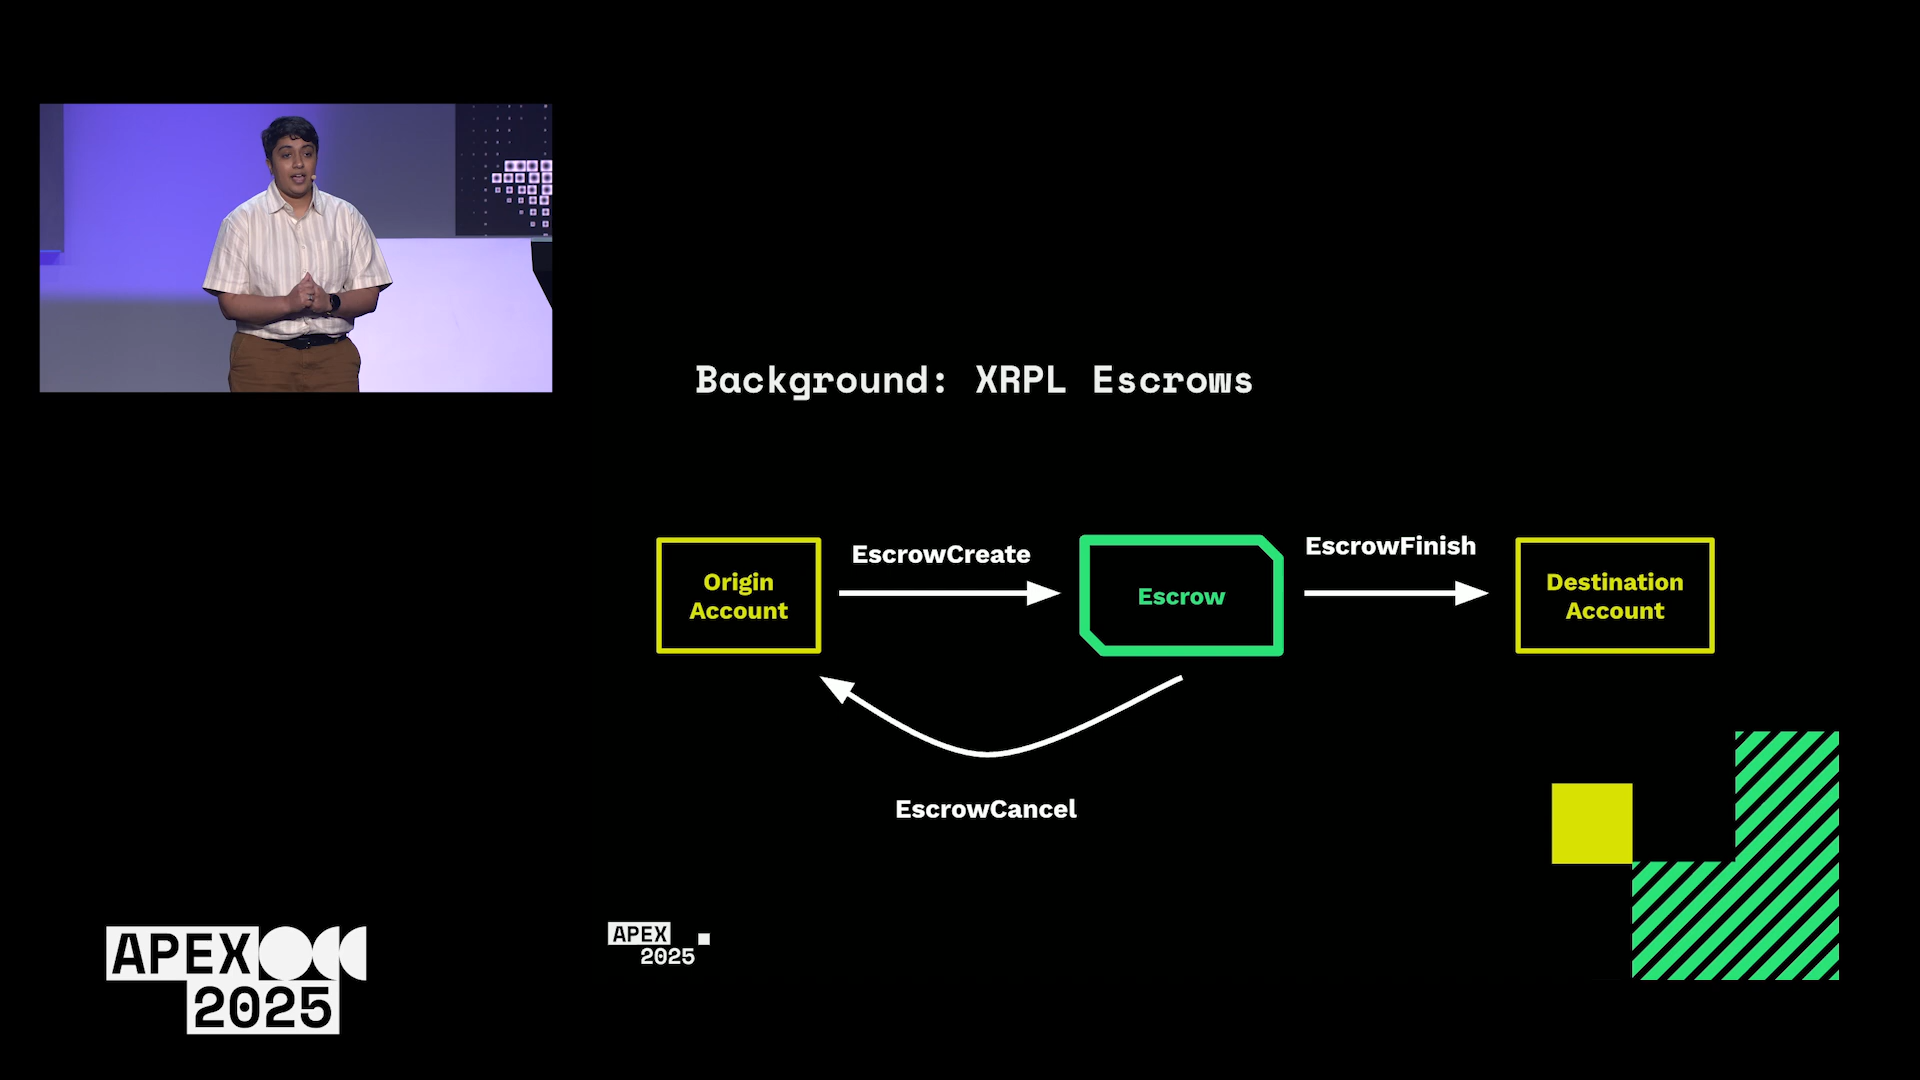 Background: XRPL Escrows
Origin
Account
EscrowCreate
Escrow
EscrowFinish
Destination
Account
EscrowCancel
APEX
2025
APEX
2025